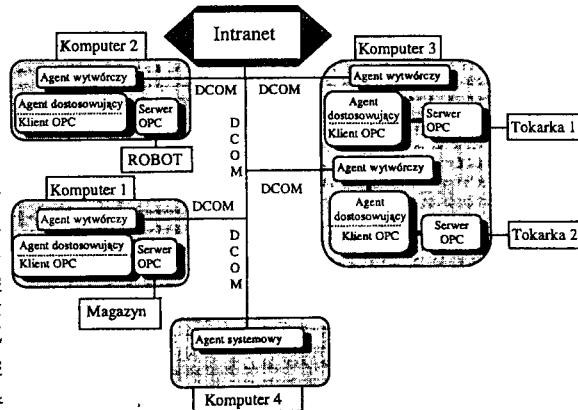 Intranet
Komputer 2
Agent wytwórczy
Agent dostosowujący
Klient OPC
Serwer
OPC
ROBOT
DCOM
DCOM
Komputer 3
Agent wytwórczy
Agent
dostosowujący
Klient OPC
Serwer
OPC
Tokarka 1
D
C
O
M
Agent wytwórczy
DCOM
Agent
dostosowujący
Klient OPC
Serwer
OPC
Tokarka 2
Komputer 1
Agent wytwórczy
DCOM
Agent dostosowujący
Klient OPC
Serwer
OPC
Magazyn
D
C
O
M
Agent systemowy
Komputer 4